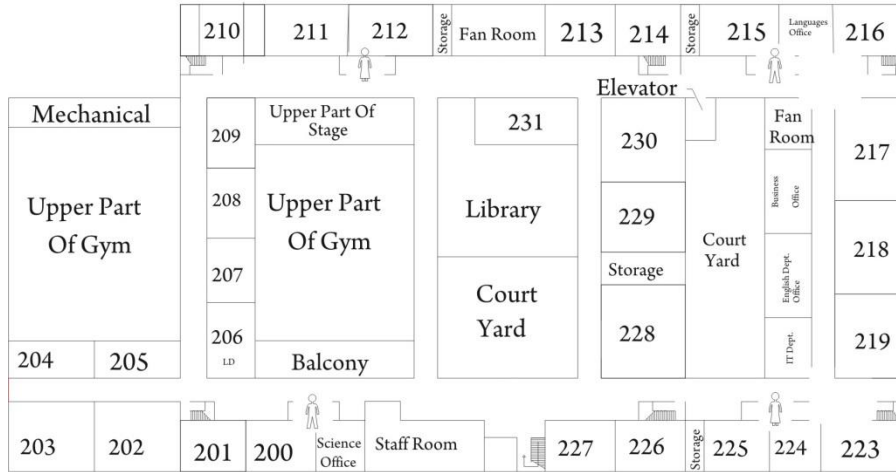 210
211
212
Storage
Fan Room
213
214
Storage
215
Languages
Office
216
Mechanical
209
Upper Part Of
Stage
231
Elevator
230
Fan
Room
217
Upper Part
Of Gym
208
Upper Part
Of Gym
Library
229
Court
Yard
Business
Office
218
207
Storage
English Dept.
Office
206
LD
Court
Yard
228
IT Dept.
219
204
205
Balcony
203
202
201
200
Science
Office
Staff Room
227
226
Storage
225
224
223